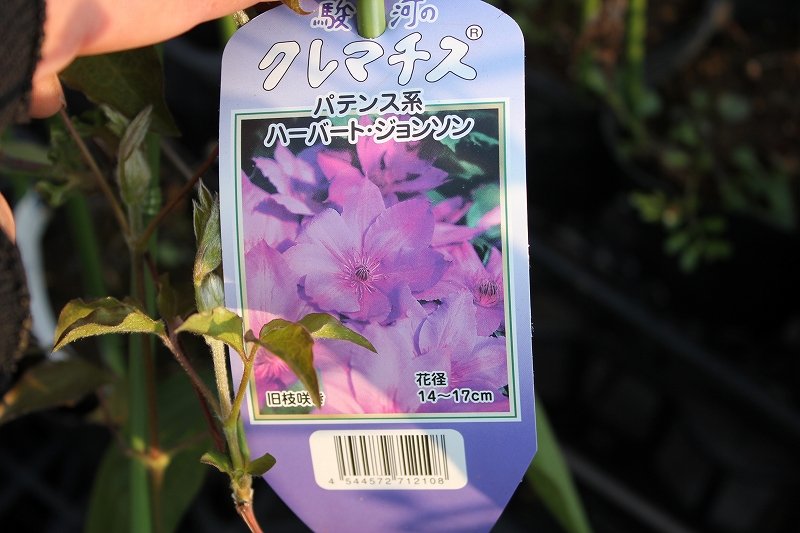 駿河の
クレマチス®
パテンス系
ハーバート・ジョンソン
花径
旧枝咲き 14～17cm
4 544572 712108